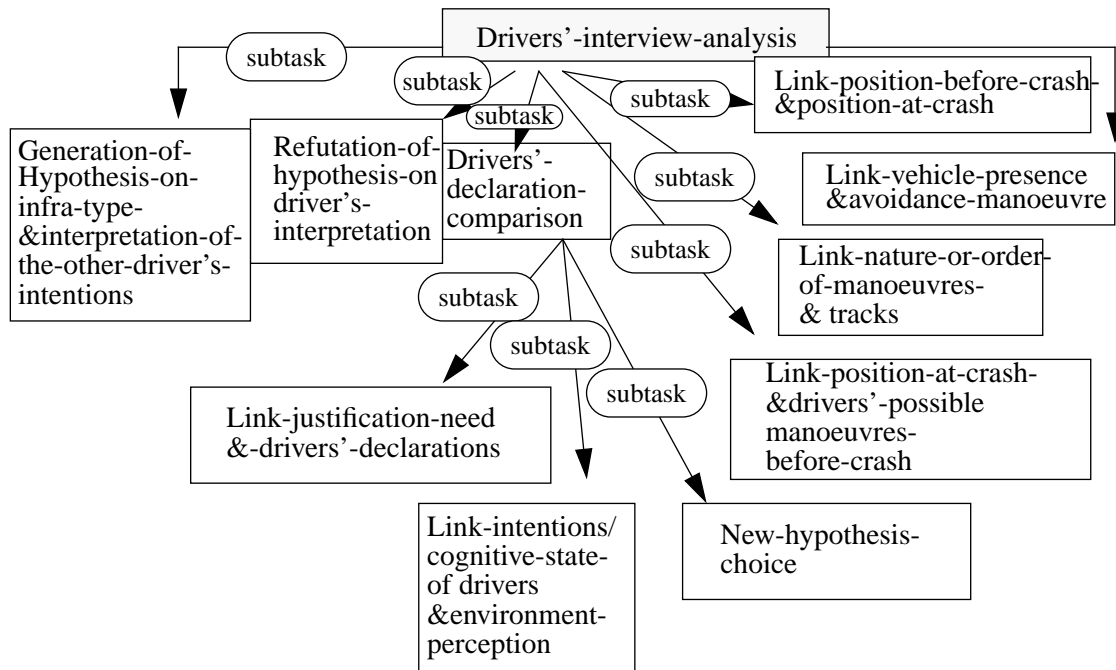 Drivers’-interview-analysis
subtask
subtask
subtask
subtask
subtask
subtask
Link-position-before-crash-
&position-at-crash
Generation-of-
Hypothesis-on-
infra-type-
&interpretation-of-
the-other-driver's-
intentions
Refutation-of-
hypothesis-on
driver's-
interpretation
Drivers’-
declaration-
comparison
Link-vehicle-presence
&avoidance-manoeuvre
Link-nature-or-order-
of-manoeuvres-
& tracks
Link-position-at-crash-
&drivers’-possible
manoeuvres-
before-crash
subtask
subtask
subtask
Link-justification-need
&-drivers’-declarations
Link-intentions/
cognitive-state-
of drivers
&environment-
perception
New-hypothesis-
choice